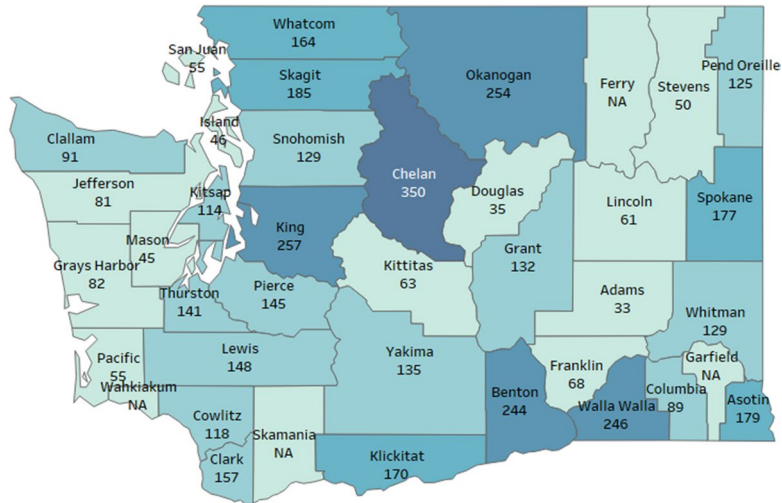 Whatcom
164
San Juan
55
Skagit
185
Okanogan
254
Ferry
NA
Stevens
50
Pend Oreille
125
Island
46
Clallam
91
Snohomish
129
Chelan
350
Jefferson
81
Kitsap
114
Douglas
35
Lincoln
61
Spokane
177
King
257
Mason
45
Grant
132
Grays Harbor
82
Kittitas
63
Pierce
145
Thurston
141
Adams
33
Whitman
129
Pacific
55
Lewis
148
Yakima
135
Garfield
NA
Franklin
68
Wahkiakum
NA
Benton
244
Walla Walla
246
Columbia
89
Asotin
179
Cowlitz
118
Skamania
NA
Klickitat
170
Clark
157